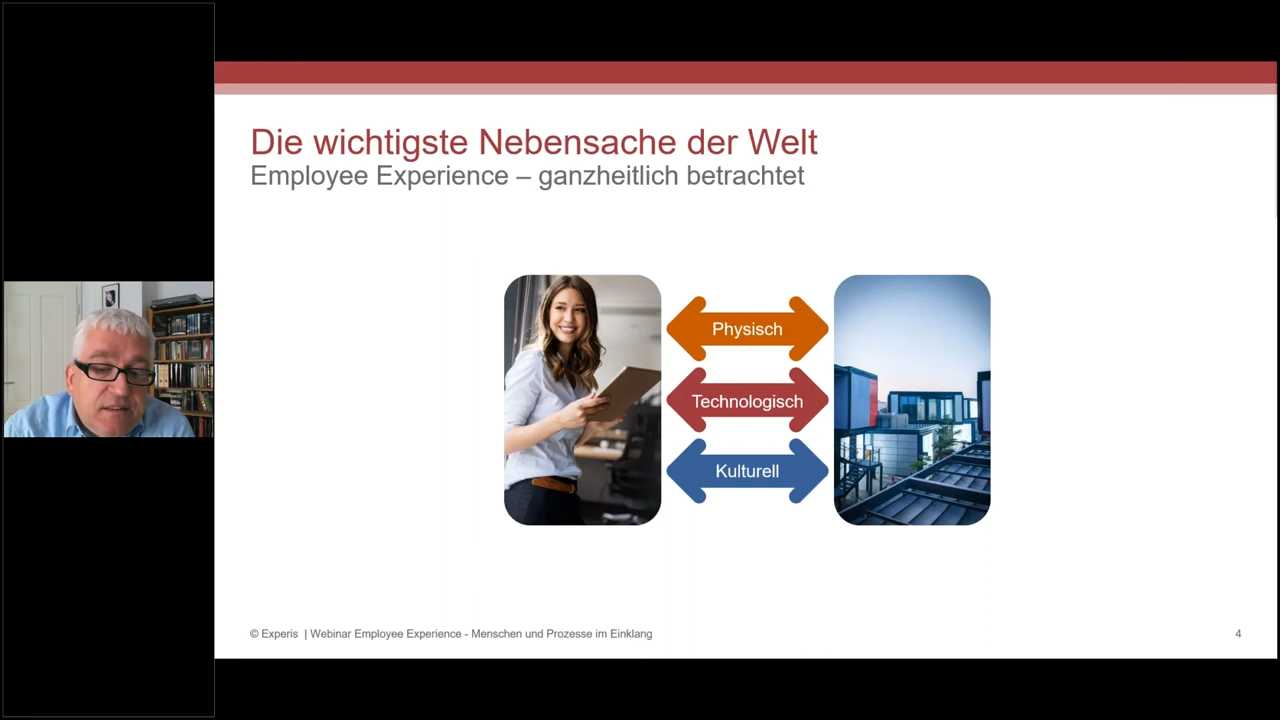 Die wichtigste Nebensache der Welt
Employee Experience – ganzheitlich betrachtet
Physisch
Technologisch
Kulturell
© Experis | Webinar Employee Experience - Menschen und Prozesse im Einklang
4